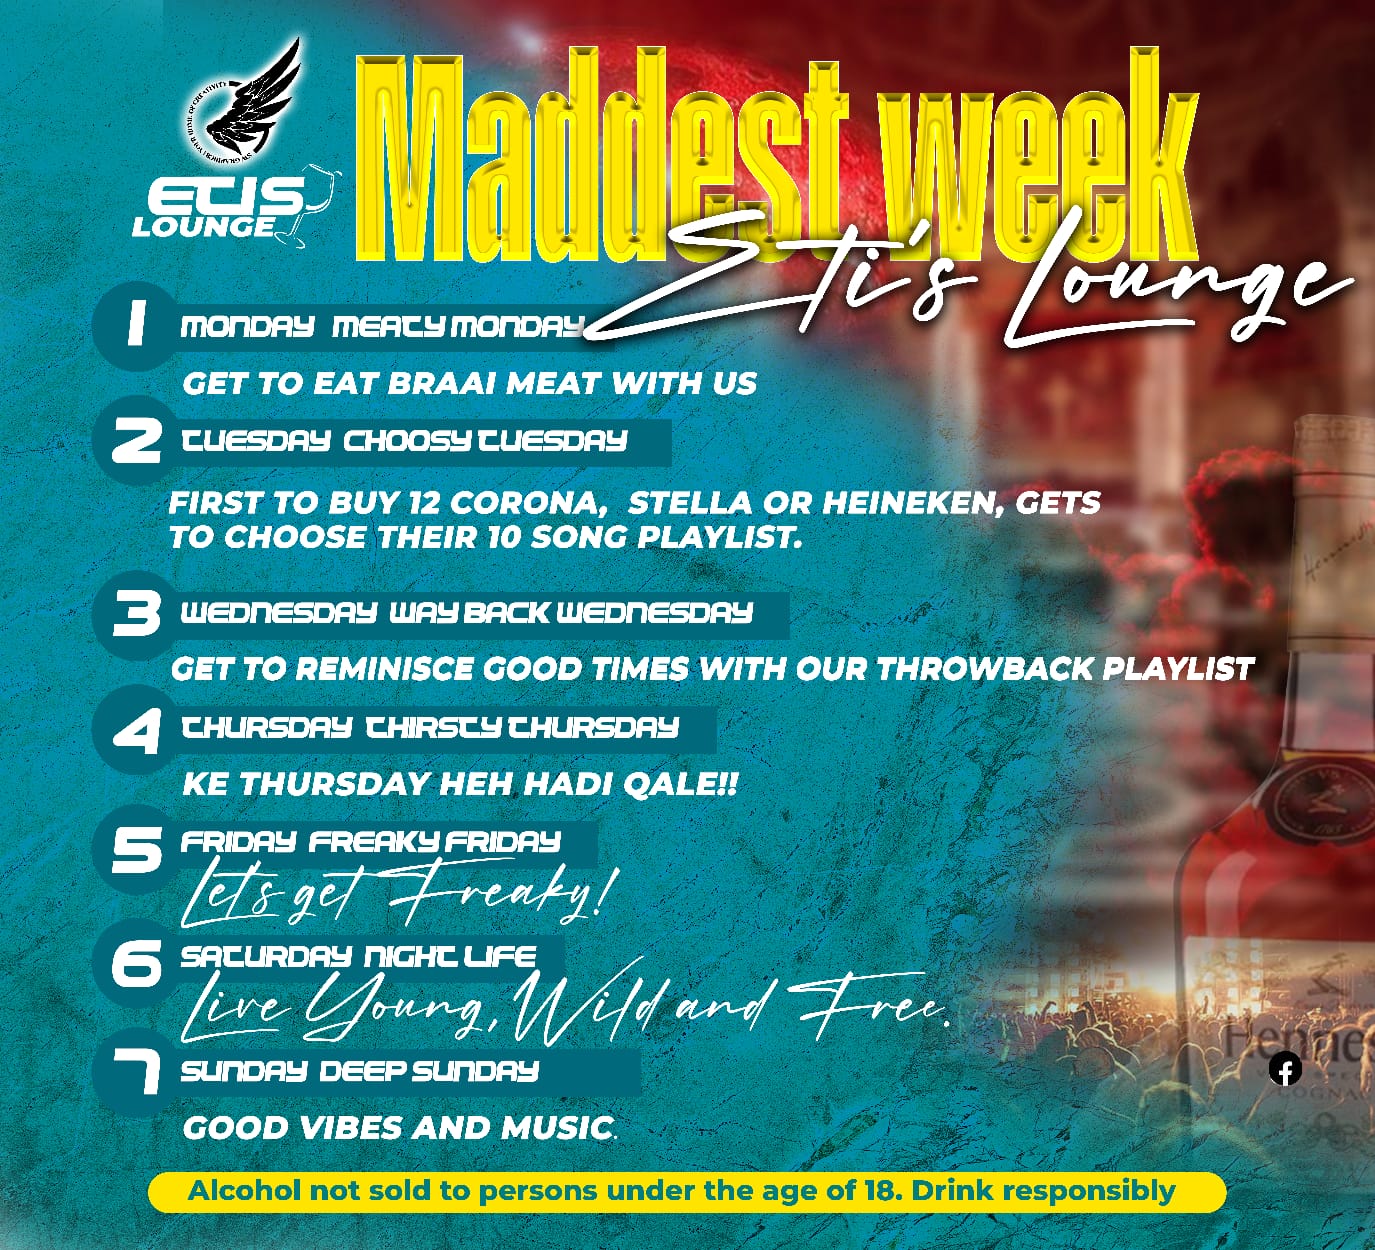 Maddest week
Eti's Lounge
ETIS
LOUNGE
1 MONDAY MEATY MONDAY
GET TO EAT BRAAI MEAT WITH US
2 TUESDAY CHOOSY TUESDAY
FIRST TO BUY 12 CORONA, STELLA OR HEINEKEN, GETS
TO CHOOSE THEIR 10 SONG PLAYLIST.
3 WEDNESDAY WAY BACK WEDNESDAY
GET TO REMINISCE GOOD TIMES WITH OUR THROWBACK PLAYLIST
4 THURSDAY THIRSTY THURSDAY
KE THURSDAY HEH HADI QALE!!
5 FRIDAY FREAKY FRIDAY
Let's get Freaky!
6 SATURDAY NIGHT LIFE
Live Young, Wild and Free.
7 SUNDAY DEEP SUNDAY
GOOD VIBES AND MUSIC.
Hennes
COGNA
Alcohol not sold to persons under the age of 18. Drink responsibly